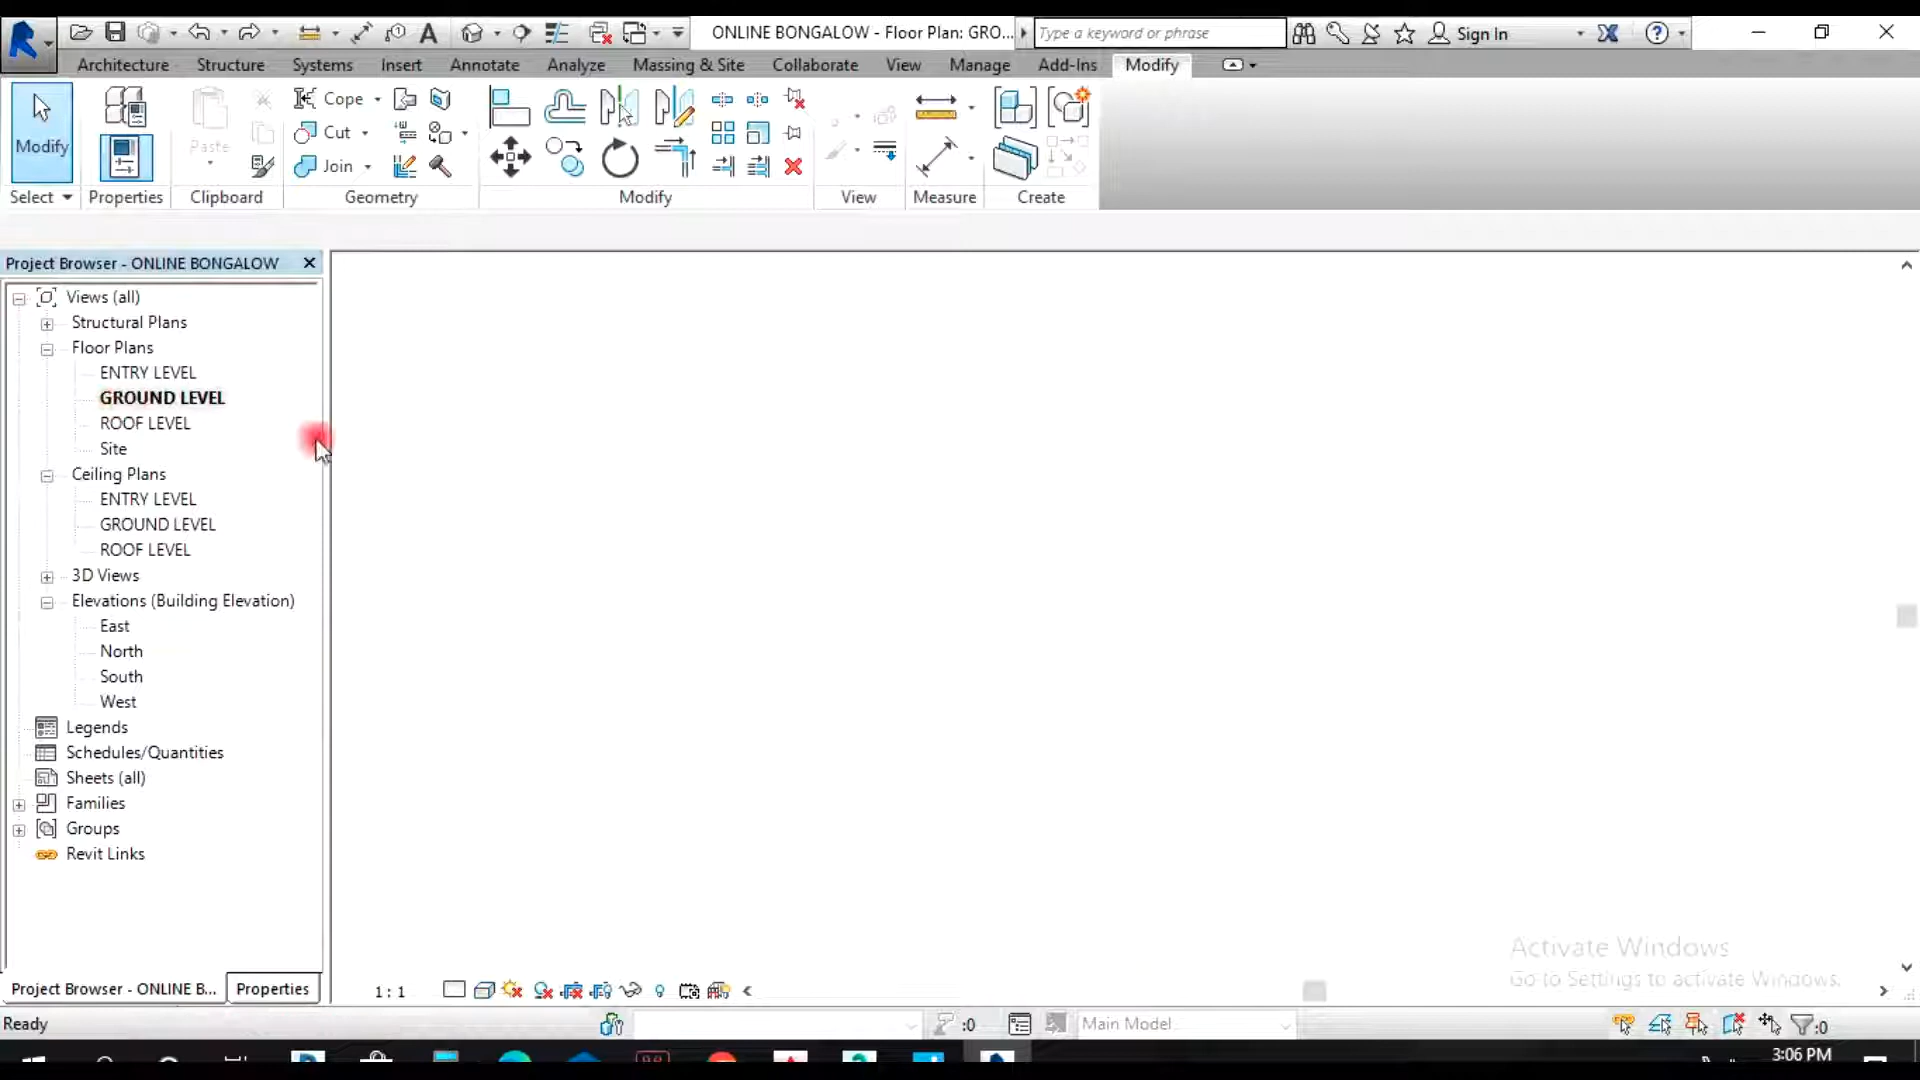 ONLINE BONGALOW - Floor Plan: GRO...
Type a keyword or phrase
Sign In
Architecture
Structure
Systems
Insert
Annotate
Analyze
Massing & Site
Collaborate
View
Manage
Add-Ins
Modify
Modify
Paste
Cope
Cut
Join
Select
Properties
Clipboard
Geometry
Modify
View
Measure
Create
Project Browser - ONLINE BONGALOW
Views (all)
Structural Plans
Floor Plans
ENTRY LEVEL
GROUND LEVEL
ROOF LEVEL
Site
Ceiling Plans
ENTRY LEVEL
GROUND LEVEL
ROOF LEVEL
3D Views
Elevations (Building Elevation)
East
North
South
West
Legends
Schedules/Quantities
Sheets (all)
Families
Groups
Revit Links
Activate Windows
Go to Settings to activate Windows.
Project Browser - ONLINE B...
Properties
1 : 1
Ready
:0
Main Model
:0
3:06 PM